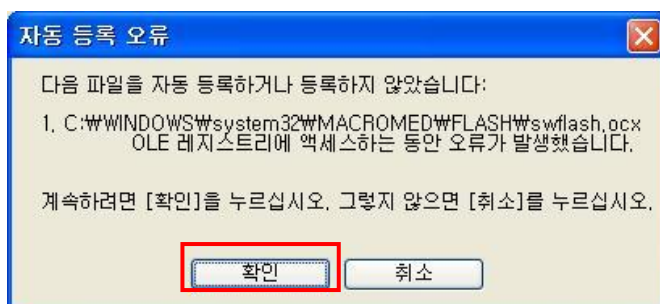 자동 등록 오류
다음 파일을 자동 등록하거나 등록하지 않았습니다:
1. C:₩WINDOWS₩system32₩MACROMED₩FLASH₩swflash.ocx
OLE 레지스트리에 액세스하는 동안 오류가 발생했습니다.
계속하려면 [확인]을 누르십시오. 그렇지 않으면 [취소]를 누르십시오.
확인 취소